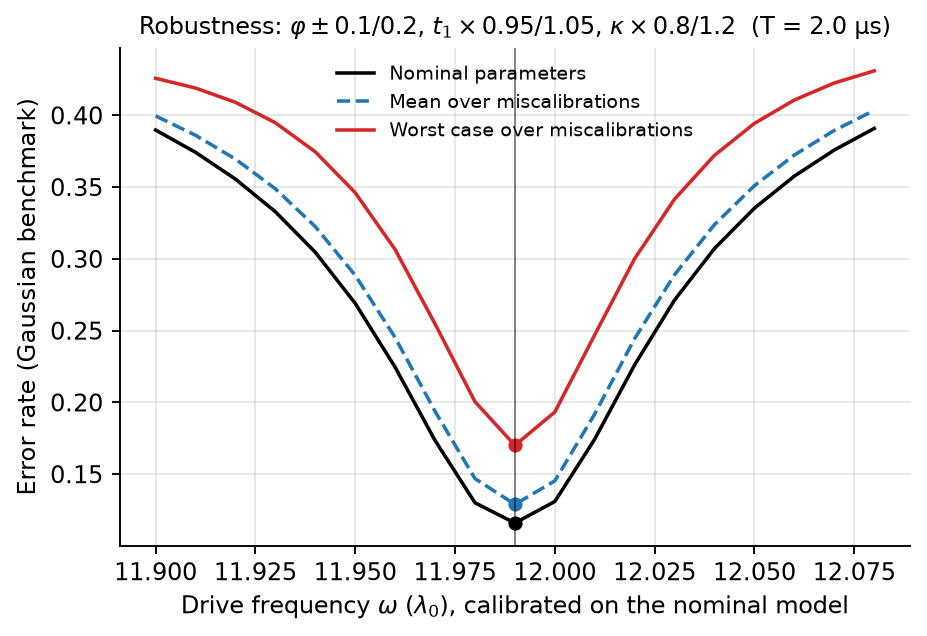 Robustness: φ ± 0.1/0.2, t₁ × 0.95/1.05, κ × 0.8/1.2 (T = 2.0 μs)
Nominal parameters
Mean over miscalibrations
Worst case over miscalibrations
Error rate (Gaussian benchmark)
0.40
0.35
0.30
0.25
0.20
0.15
11.900 11.925 11.950 11.975 12.000 12.025 12.050 12.075
Drive frequency ω (λ₀), calibrated on the nominal model